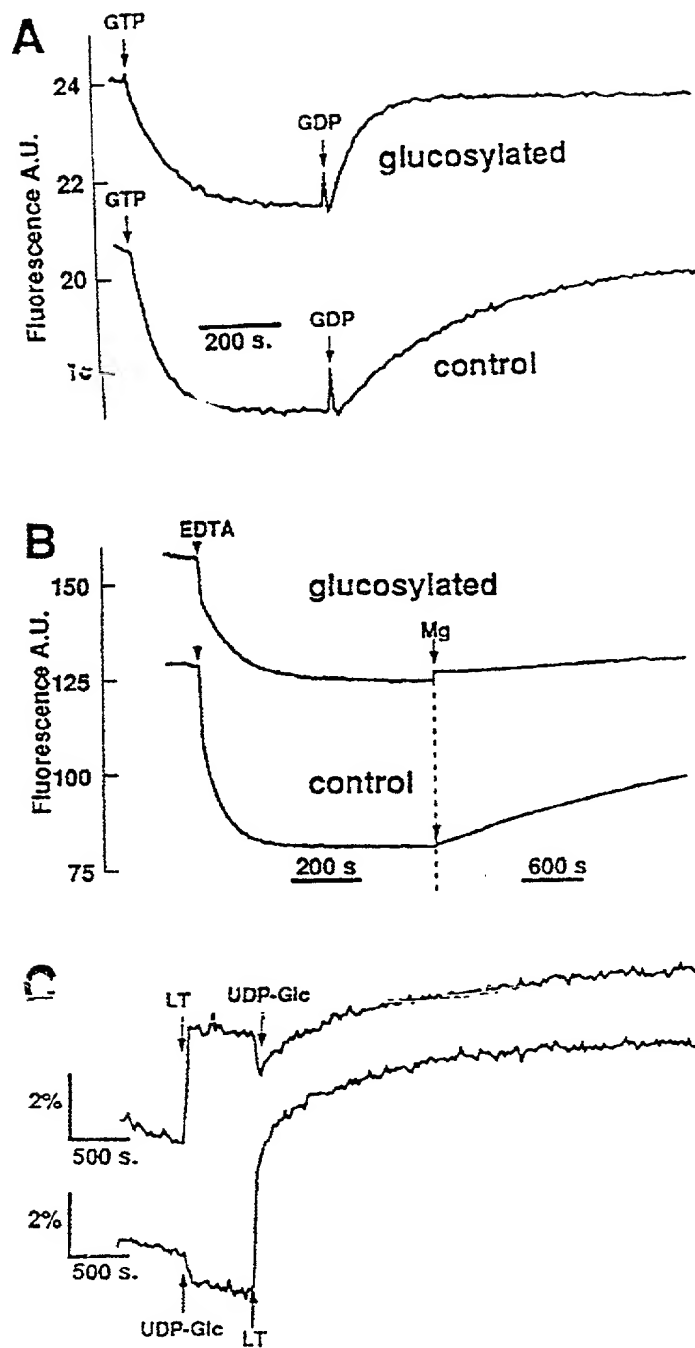 A
GTP
24
GDP
glucosylated
22
GTP
Fluorescence A.U.
20
GDP
200 s.
control
B
EDTA
150
glucosylated
Mg
125
Fluorescence A.U.
100
control
200 s
600 s
75
LT
UDP-Glc
2%
500 s.
2%
500 s.
UDP-Glc
LT